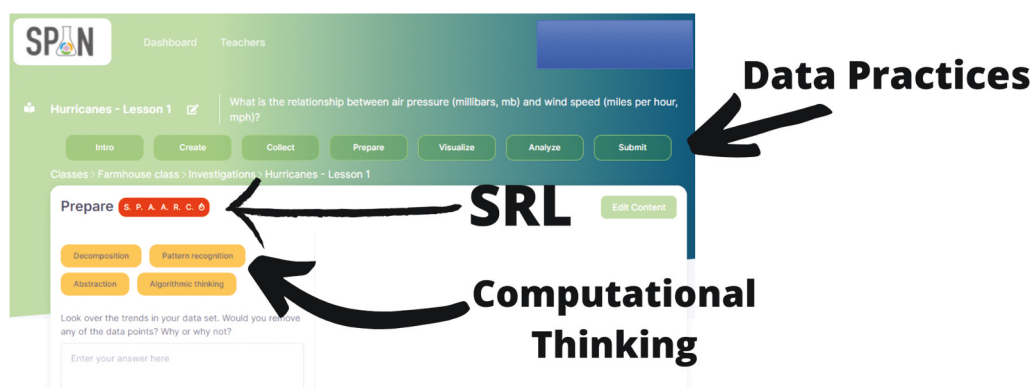 SPIN
Dashboard Teachers
Data Practices
Hurricanes - Lesson 1
What is the relationship between air pressure (millibars, mb) and wind speed (miles per hour,
mph)?
Intro Create Collect Prepare Visualize Analyze Submit
Classes > Farmhouse class > Investigations > Hurricanes - Lesson 1
Prepare S. P. A. A. R. C.
SRL
Edit Content
Decomposition Pattern recognition
Abstraction Algorithmic thinking
Computational
Thinking
Look over the trends in your data set. Would you remove
any of the data points? Why or why not?
Enter your answer here